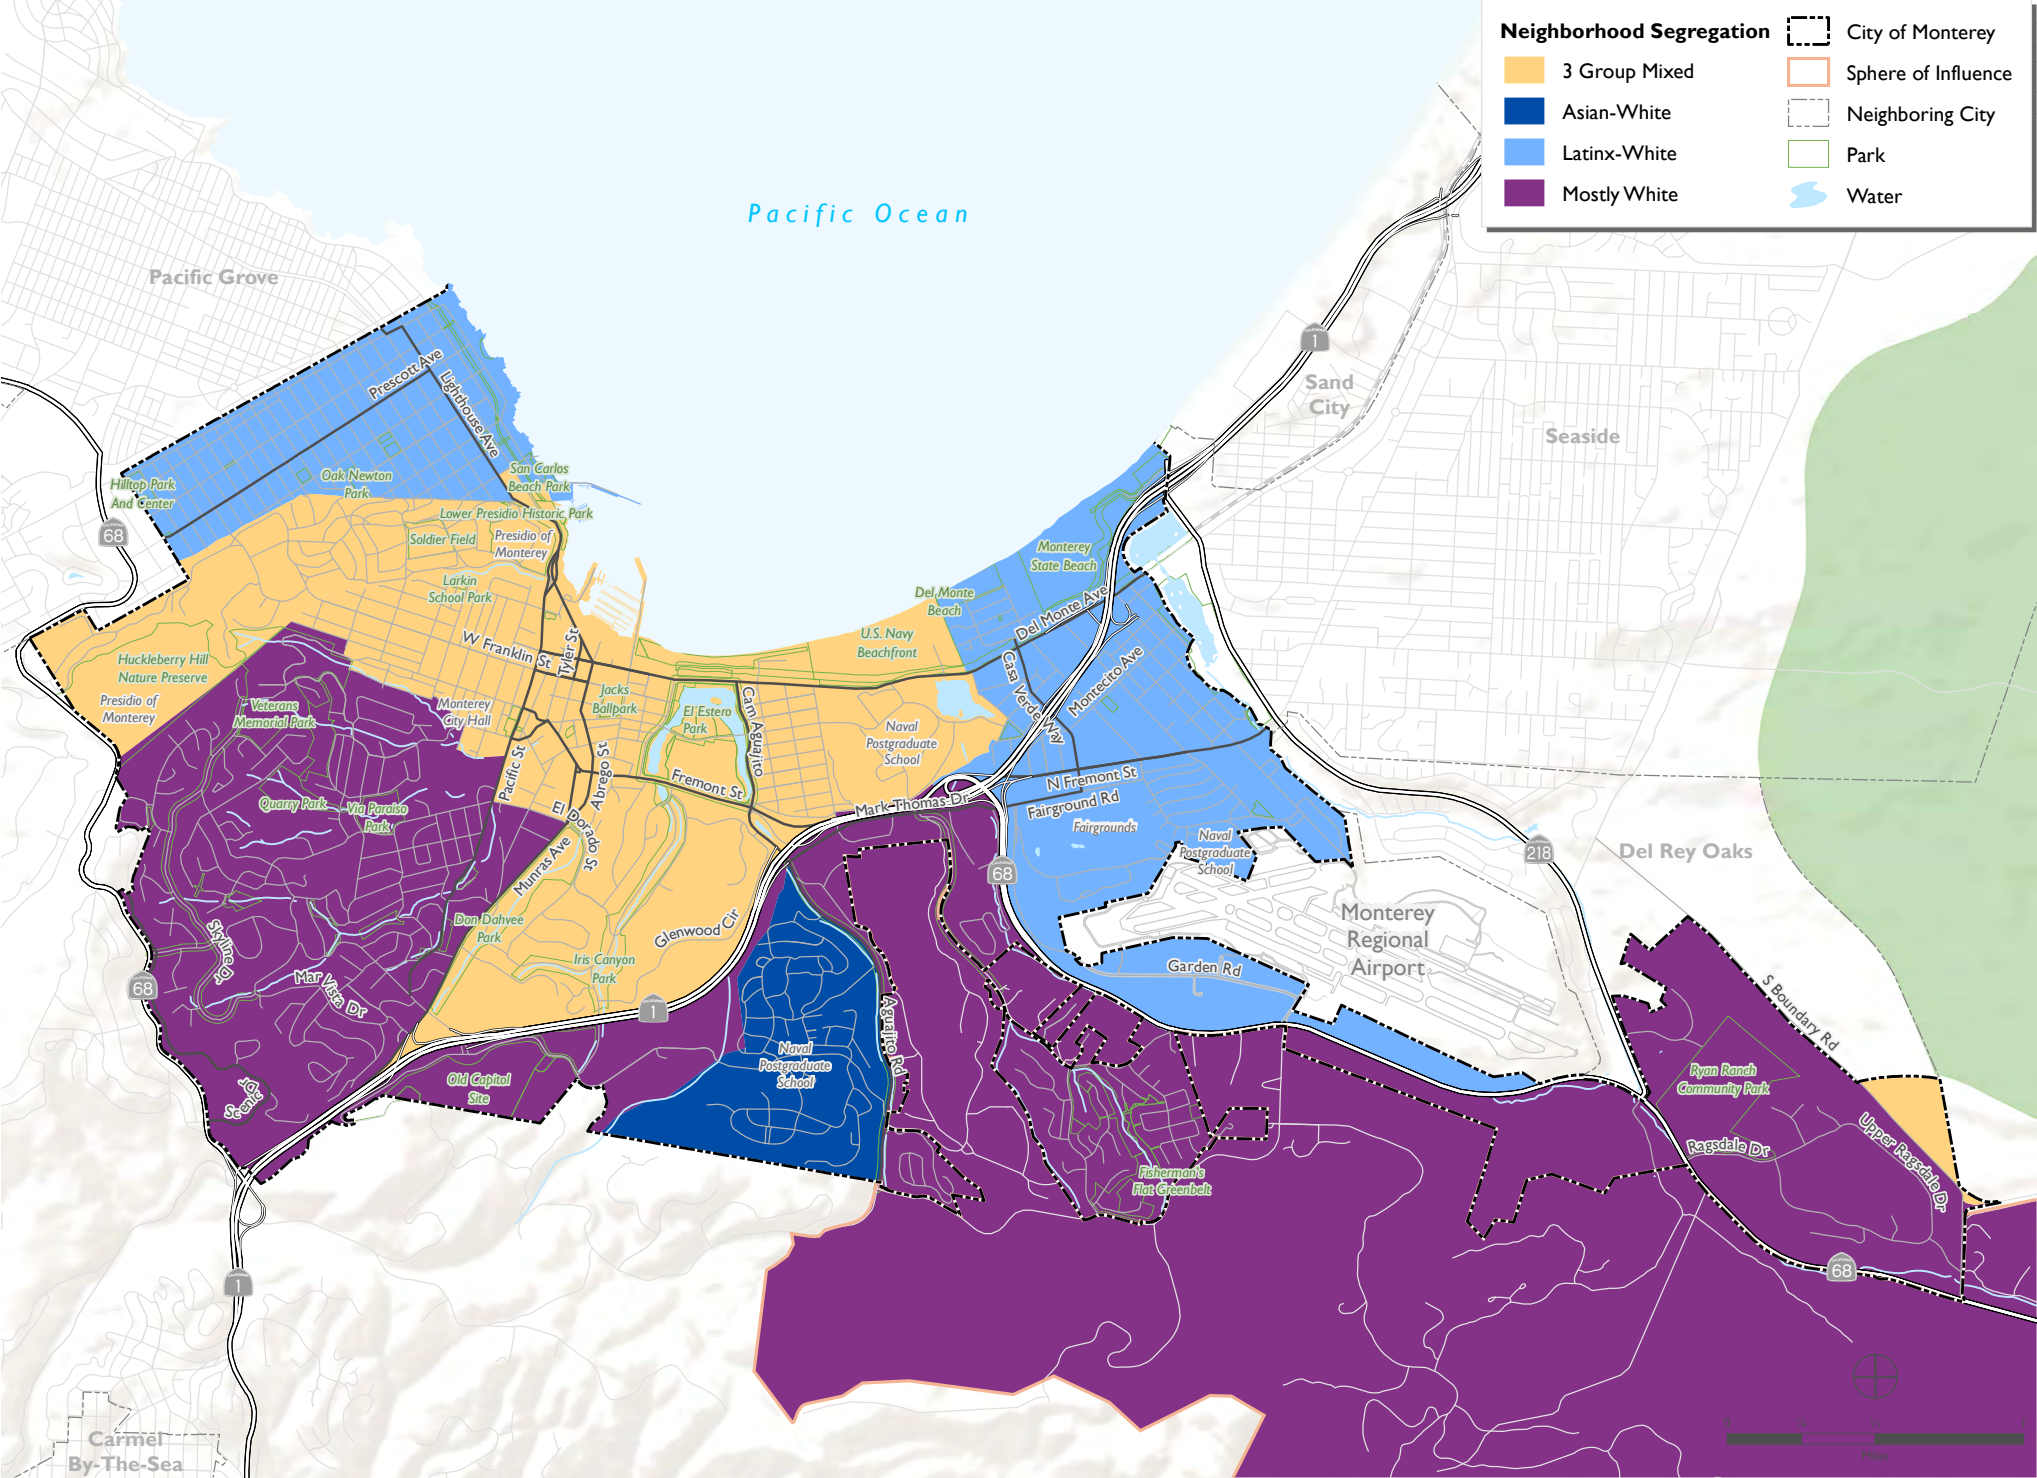 Neighborhood Segregation
3 Group Mixed
Asian-White
Latinx-White
Mostly White
City of Monterey
Sphere of Influence
Neighboring City
Park
Water
Pacific Ocean
Pacific Grove
Sand
City
Seaside
Del Rey Oaks
Carmel
By-The-Sea
1
68
Prescott Ave
Lighthouse Ave
Hilltop Park
And Center
Oak Newton
Park
San Carlos
Beach Park
Lower Presidio Historic Park
Soldier Field
Presidio of
Monterey
Larkin
School Park
W Franklin St
Tyler St
Huckleberry Hill
Nature Preserve
Presidio of
Monterey
Veterans
Memorial Park
Monterey
City Hall
Jacks
Ballpark
El Estero
Park
Cam Aguajito
Naval
Postgraduate
School
U.S. Navy
Beachfront
Del Monte
Beach
Monterey
State Beach
Del Monte Ave
Casa Verde Way
Montecito Ave
Pacific St
Abrego St
Fremont St
Mark Thomas Dr
N Fremont St
Fairground Rd
Fairgrounds
Naval
Postgraduate
School
Quarry Park
Via Paraiso
Park
El Dorado St
Munras Ave
68
218
Monterey
Regional
Airport
Don Dahvee
Park
Glenwood Cir
Iris Canyon
Park
Garden Rd
Skyline Dr
Mar Vista Dr
68
1
Aguajito Rd
Naval
Postgraduate
School
S Boundary Rd
Ryan Ranch
Community Park
Old Capitol
Site
Scenic Dr
Ragsdale Dr
Upper Ragsdale Dr
Fisherman's
Flat Greenbelt
68
1